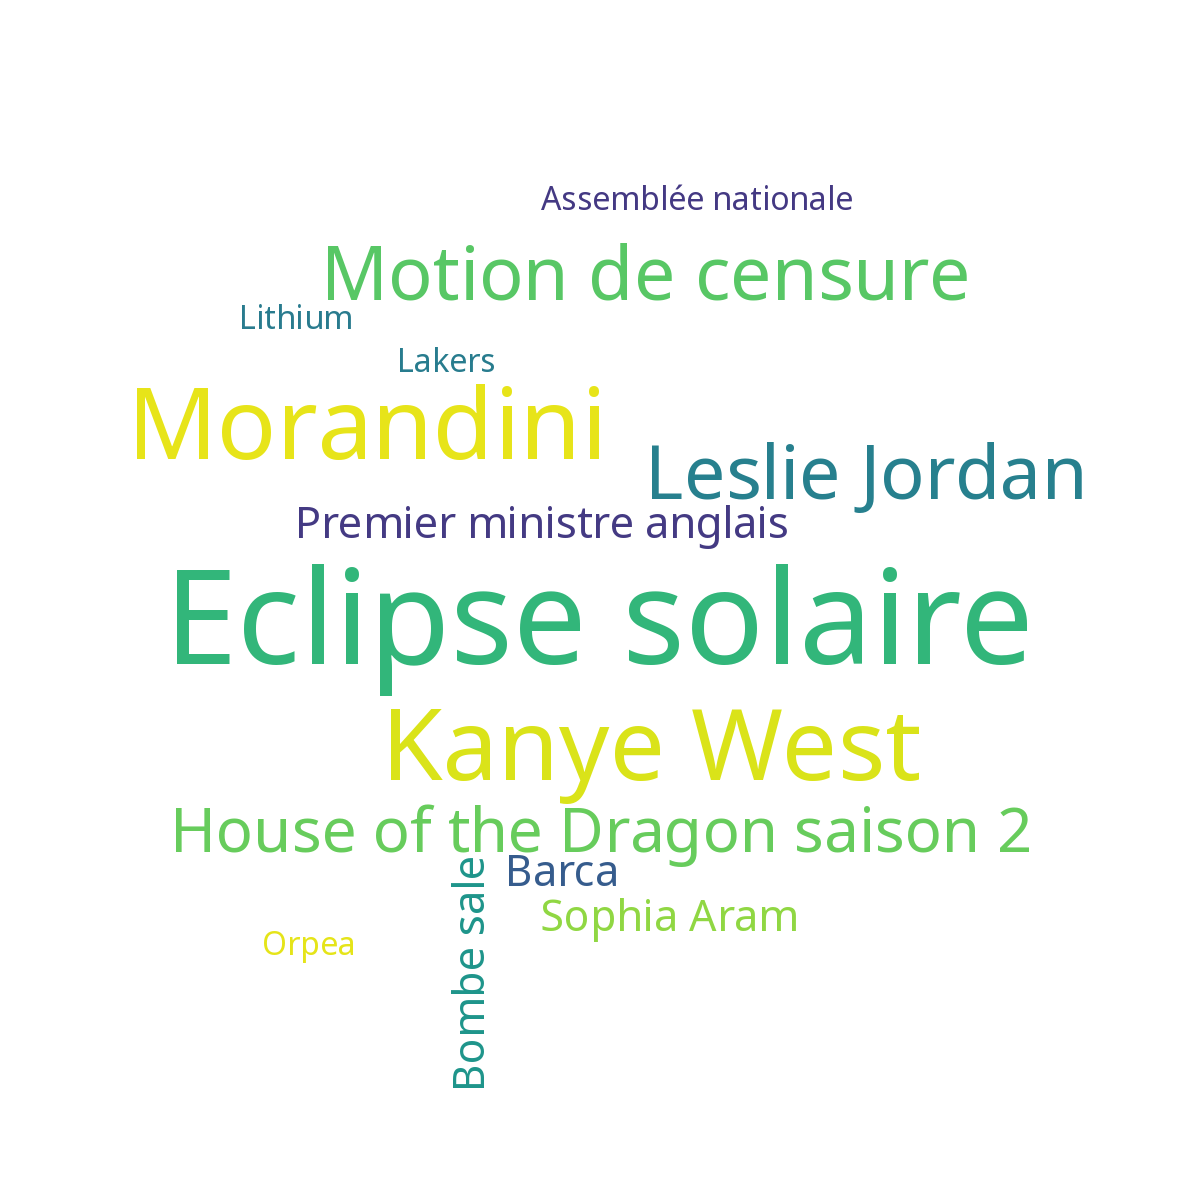 Assemblée nationale
Motion de censure
Lithium
Lakers
Morandini
Leslie Jordan
Premier ministre anglais
Eclipse solaire
Kanye West
House of the Dragon saison 2
Barca
Bombe sale
Sophia Aram
Orpea